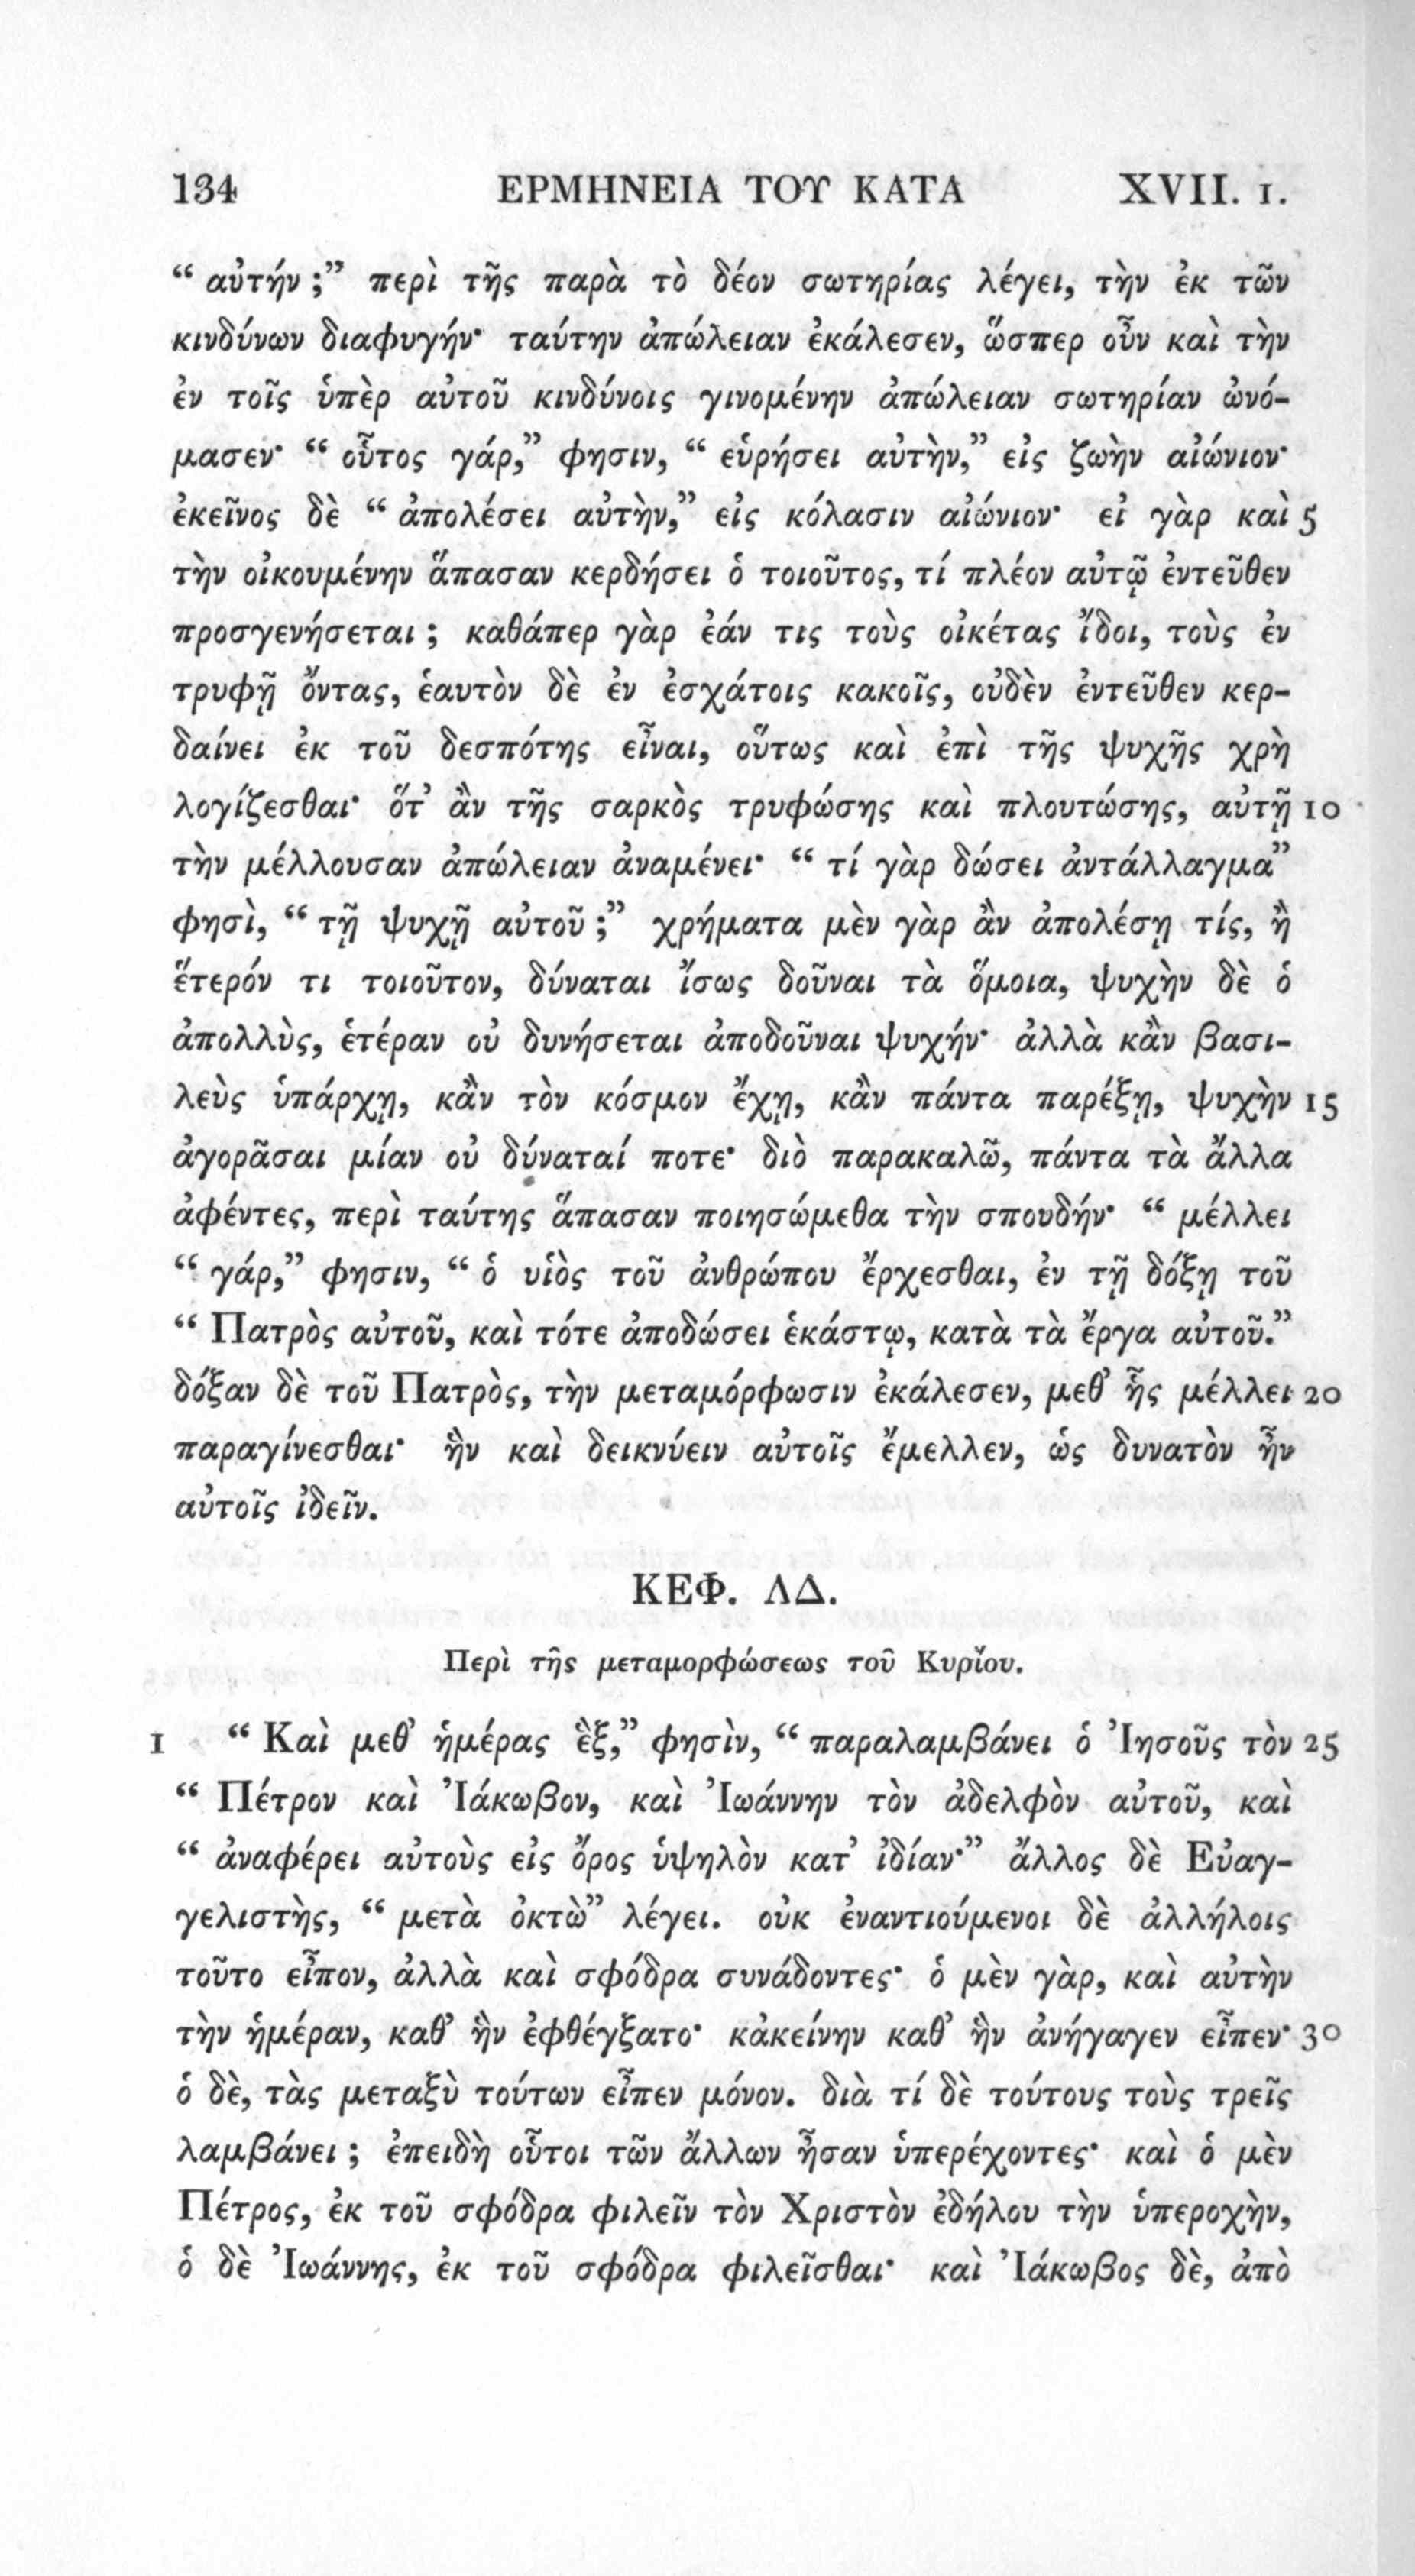 134 ΕΡΜΗΝΕΙΑ ΤΟΥ ΚΑΤΑ XVII. 1.
“ αὐτήν ;” περὶ τῆς παρὰ τὸ δέον σωτηρίας λέγει, τὴν ἐκ τῶν
κινδύνων διαφυγήν· ταύτην ἀπώλειαν ἐκάλεσεν, ὥσπερ οὖν καὶ τὴν
ἐν τοῖς ὑπὲρ αὐτοῦ κινδύνοις γινομένην ἀπώλειαν σωτηρίαν ὠνό-
μασεν· “ οὗτος γάρ,” φησιν, “ εὑρήσει αὐτὴν,” εἰς ζωὴν αἰώνιον·
ἐκεῖνος δὲ “ ἀπολέσει αὐτὴν,” εἰς κόλασιν αἰώνιον· εἰ γὰρ καὶ 5
τὴν οἰκουμένην ἅπασαν κερδήσει ὁ τοιοῦτος, τί πλέον αὐτῷ ἐντεῦθεν
προσγενήσεται ; καθάπερ γὰρ ἐάν τις τοὺς οἰκέτας ἴδοι, τοὺς ἐν
τρυφῇ ὄντας, ἑαυτὸν δὲ ἐν ἐσχάτοις κακοῖς, οὐδὲν ἐντεῦθεν κερ-
δαίνει ἐκ τοῦ δεσπότης εἶναι, οὕτως καὶ ἐπὶ τῆς ψυχῆς χρὴ
λογίζεσθαι· ὅτ’ ἂν τῆς σαρκὸς τρυφώσης καὶ πλουτώσης, αὐτῇ 10
τὴν μέλλουσαν ἀπώλειαν ἀναμένει· “ τί γὰρ δώσει ἀντάλλαγμα”
φησὶ, “ τῇ ψυχῇ αὐτοῦ ;” χρήματα μὲν γὰρ ἂν ἀπολέσῃ τίς, ἢ
ἕτερόν τι τοιοῦτον, δύναται ἴσως δοῦναι τὰ ὅμοια, ψυχὴν δὲ ὁ
ἀπολλὺς, ἑτέραν οὐ δυνήσεται ἀποδοῦναι ψυχήν· ἀλλὰ κἂν βασι-
λεὺς ὑπάρχῃ, κἂν τὸν κόσμον ἔχῃ, κἂν πάντα παρέξῃ, ψυχὴν 15
ἀγορᾶσαι μίαν οὐ δύναταί ποτε· διὸ παρακαλῶ, πάντα τὰ ἄλλα
ἀφέντες, περὶ ταύτης ἅπασαν ποιησώμεθα τὴν σπουδήν· “ μέλλει
“ γάρ,” φησιν, “ ὁ υἱὸς τοῦ ἀνθρώπου ἔρχεσθαι, ἐν τῇ δόξῃ τοῦ
“ Πατρὸς αὐτοῦ, καὶ τότε ἀποδώσει ἑκάστῳ, κατὰ τὰ ἔργα αὐτοῦ.”
δόξαν δὲ τοῦ Πατρὸς, τὴν μεταμόρφωσιν ἐκάλεσεν, μεθ’ ἧς μέλλει 20
παραγίνεσθαι· ἣν καὶ δεικνύειν αὐτοῖς ἔμελλεν, ὡς δυνατὸν ἦν
αὐτοῖς ἰδεῖν.
ΚΕΦ. ΛΔ.
Περὶ τῆς μεταμορφώσεως τοῦ Κυρἴου.
1 “ Καὶ μεθ’ ἡμέρας ἓξ,” φησὶν, “ παραλαμβάνει ὁ Ἰησοῦς τὸν 25
“ Πέτρον καὶ Ἰάκωβον, καὶ Ἰωάννην τὸν ἀδελφὸν αὐτοῦ, καὶ
“ ἀναφέρει αὐτοὺς εἰς ὄρος ὑψηλὸν κατ’ ἰδίαν·” ἄλλος δὲ Εὐαγ-
γελιστὴς, “ μετὰ ὀκτὼ” λέγει. οὐκ ἐναντιούμενοι δὲ ἀλλήλοις
τοῦτο εἶπον, ἀλλὰ καὶ σφόδρα συνάδοντες· ὁ μὲν γὰρ, καὶ αὐτὴν
τὴν ἡμέραν, καθ’ ἣν ἐφθέγξατο· κἀκείνην καθ’ ἣν ἀνήγαγεν εἶπεν· 30
ὁ δὲ, τὰς μεταξὺ τούτων εἶπεν μόνον. διὰ τί δὲ τούτους τοὺς τρεῖς
λαμβάνει ; ἐπειδὴ οὗτοι τῶν ἄλλων ἦσαν ὑπερέχοντες· καὶ ὁ μὲν
Πέτρος, ἐκ τοῦ σφόδρα φιλεῖν τὸν Χριστὸν ἐδήλου τὴν ὑπεροχὴν,
ὁ δὲ Ἰωάννης, ἐκ τοῦ σφόδρα φιλεῖσθαι· καὶ Ἰάκωβος δὲ, ἀπὸ